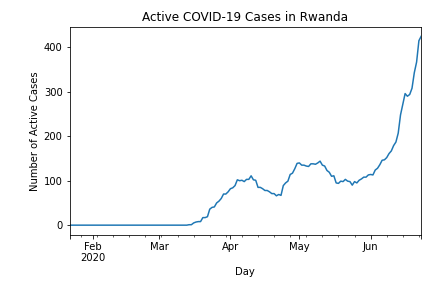 Active COVID-19 Cases in Rwanda
Number of Active Cases
400
300
200
100
0
Feb Mar Apr May Jun
2020
Day